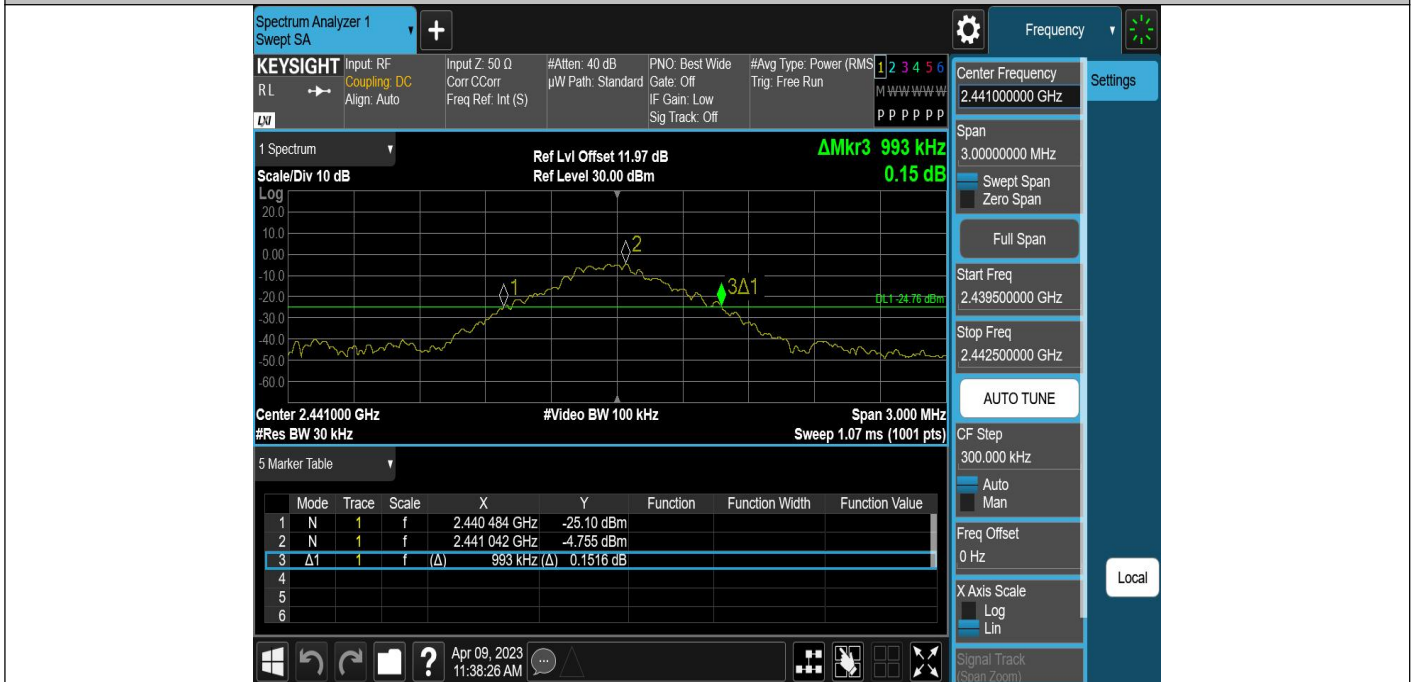 Spectrum Analyzer 1
Swept SA
+
Frequency
KEYSIGHT
RL
LXI
Input: RF
Coupling: DC
Align: Auto
Input Z: 50 Ω
Corr CCorr
Freq Ref: Int (S)
#Atten: 40 dB
µW Path: Standard
PNO: Best Wide
Gate: Off
IF Gain: Low
Sig Track: Off
#Avg Type: Power (RMS
Trig: Free Run
1 2 3 4 5 6
M W W W W W
P P P P P P
1 Spectrum
Scale/Div 10 dB
Ref Lvl Offset 11.97 dB
Ref Level 30.00 dBm
ΔMkr3 993 kHz
0.15 dB
Log
20.0
10.0
0.00
-10.0
-20.0
-30.0
-40.0
-50.0
-60.0
1
2
3Δ1
DL1 -24.76 dBm
Center 2.441000 GHz
#Video BW 100 kHz
Span 3.000 MHz
#Res BW 30 kHz
Sweep 1.07 ms (1001 pts)
5 Marker Table
Mode Trace Scale X Y Function Function Width Function Value
1 N 1 f 2.440 484 GHz -25.10 dBm
2 N 1 f 2.441 042 GHz -4.755 dBm
3 Δ1 1 f (Δ) 993 kHz (Δ) 0.1516 dB
4
5
6
?
Apr 09, 2023
11:38:26 AM
Center Frequency
2.441000000 GHz
Settings
Span
3.00000000 MHz
Swept Span
Zero Span
Full Span
Start Freq
2.439500000 GHz
Stop Freq
2.442500000 GHz
AUTO TUNE
CF Step
300.000 kHz
Auto
Man
Freq Offset
0 Hz
Local
X Axis Scale
Log
Lin
Signal Track
(Span Zoom)